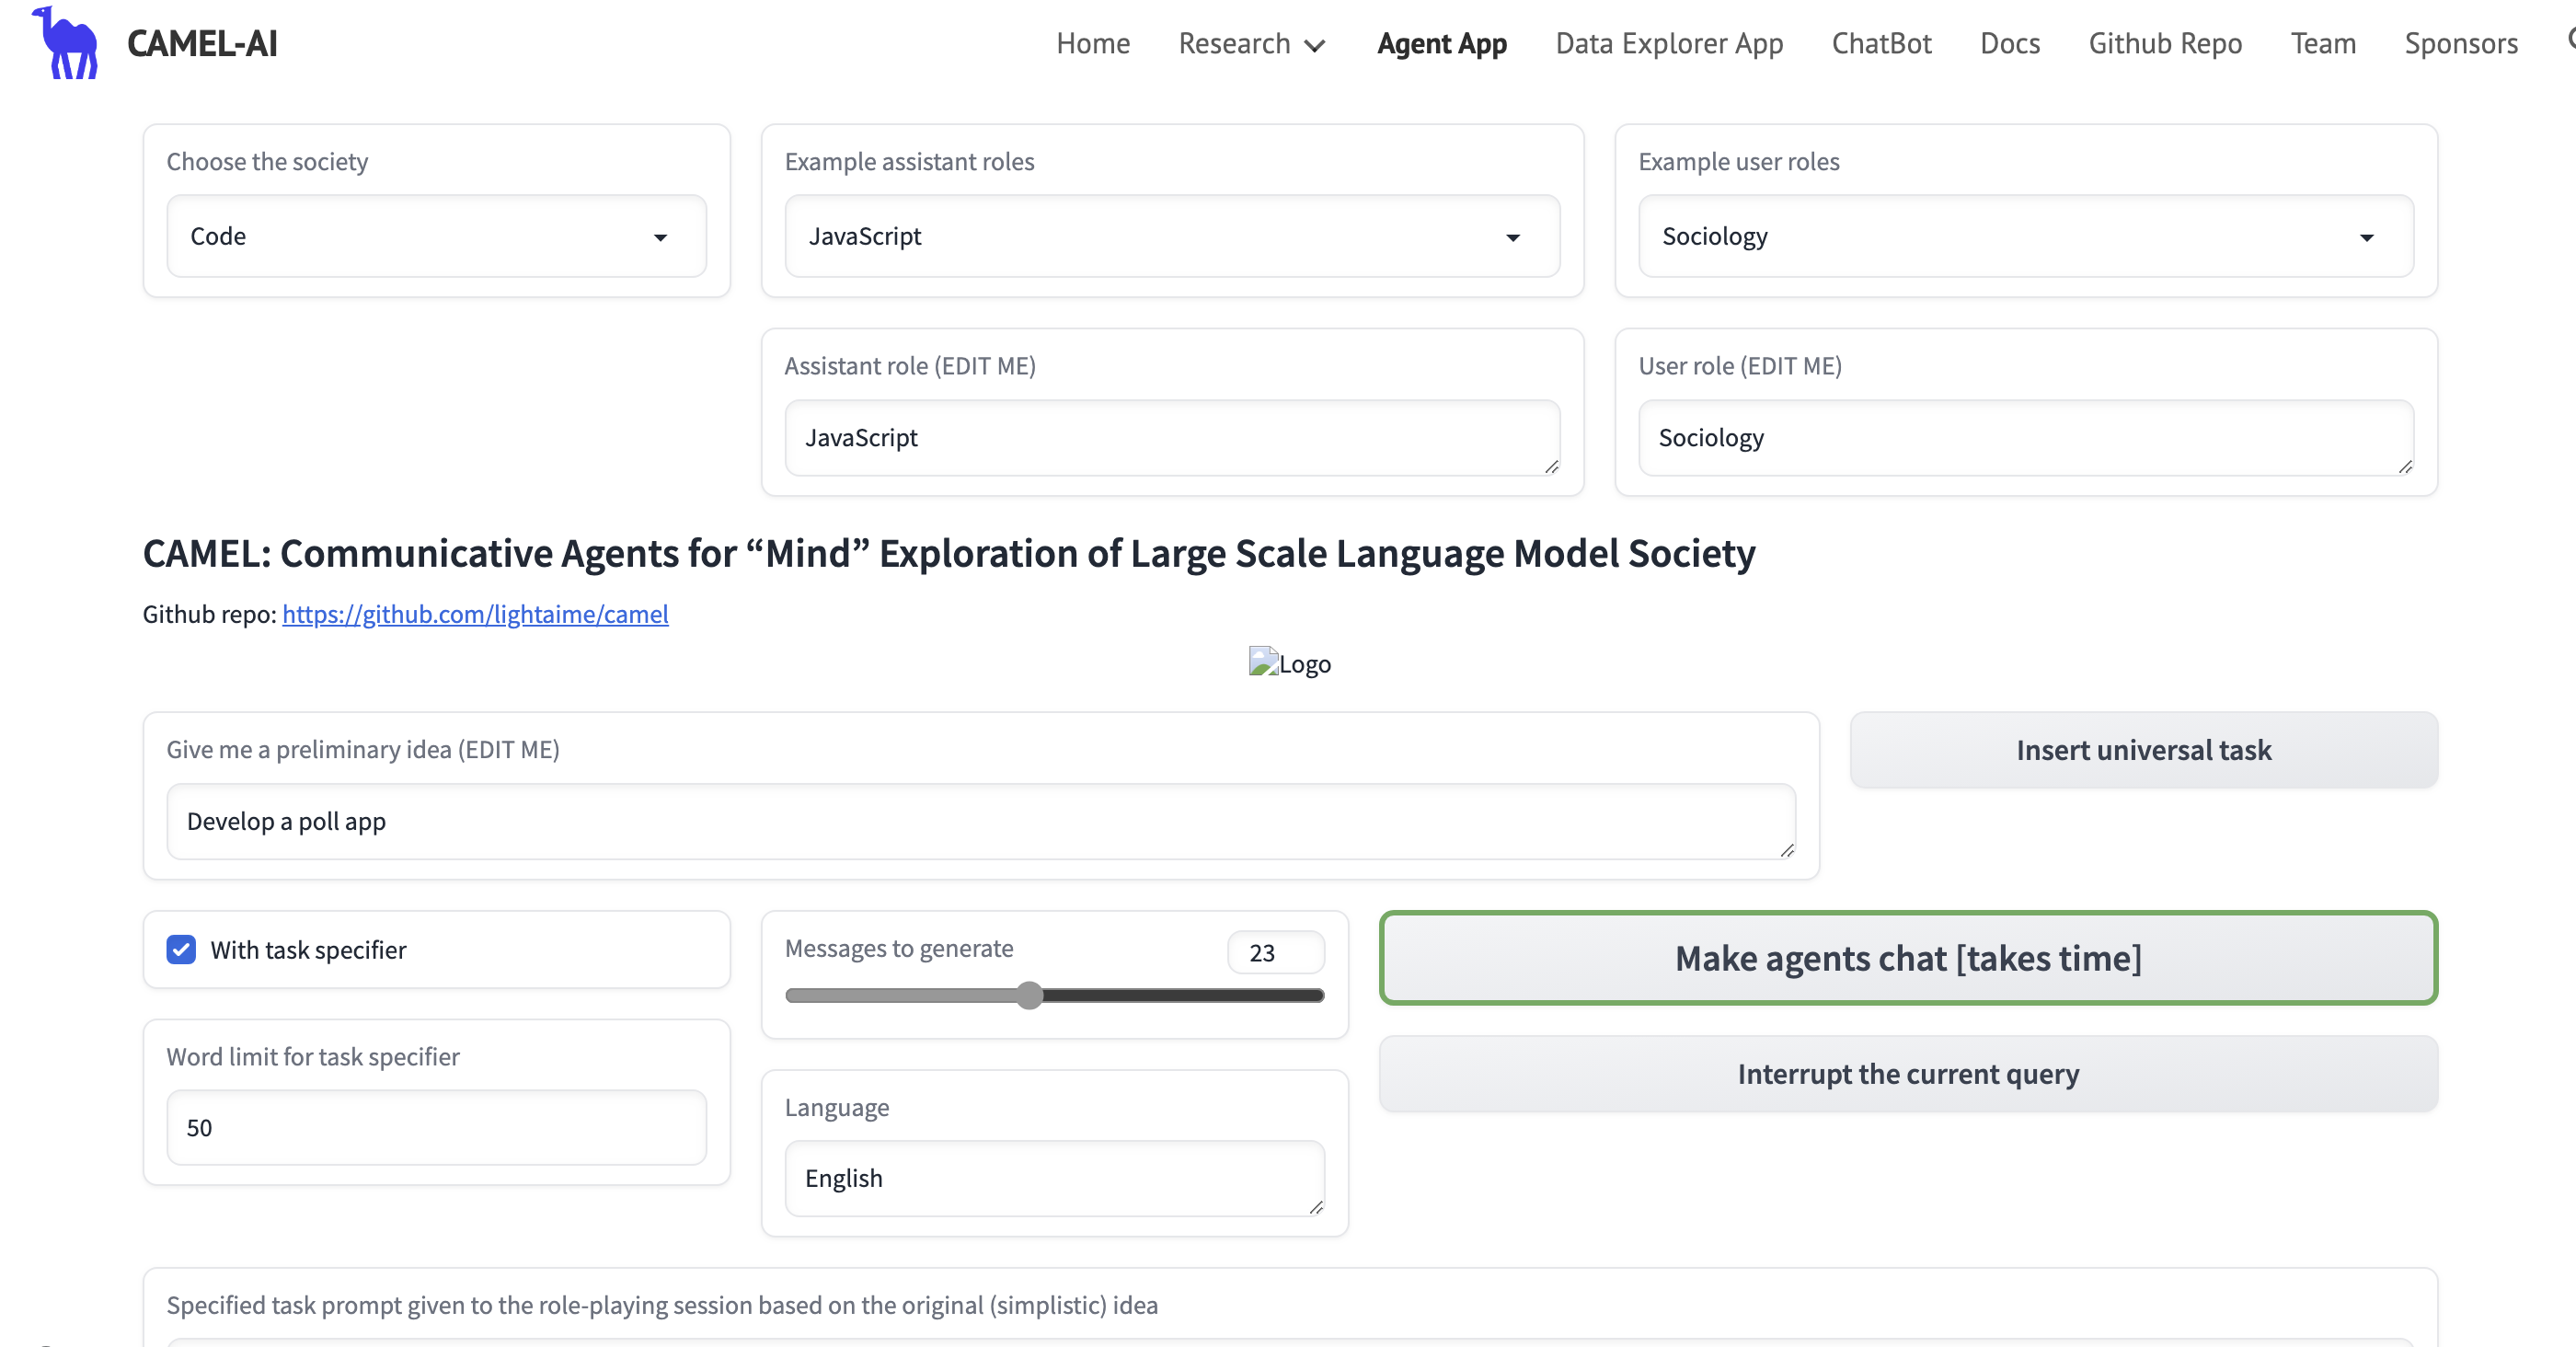 CAMEL-AI
Home Research Agent App Data Explorer App ChatBot Docs Github Repo Team Sponsors
Choose the society
Code
Example assistant roles
JavaScript
Example user roles
Sociology
Assistant role (EDIT ME)
JavaScript
User role (EDIT ME)
Sociology
CAMEL: Communicative Agents for “Mind” Exploration of Large Scale Language Model Society
Github repo: https://github.com/lightaime/camel
Logo
Give me a preliminary idea (EDIT ME)
Develop a poll app
Insert universal task
With task specifier
Messages to generate
23
Make agents chat [takes time]
Word limit for task specifier
50
Interrupt the current query
Language
English
Specified task prompt given to the role-playing session based on the original (simplistic) idea